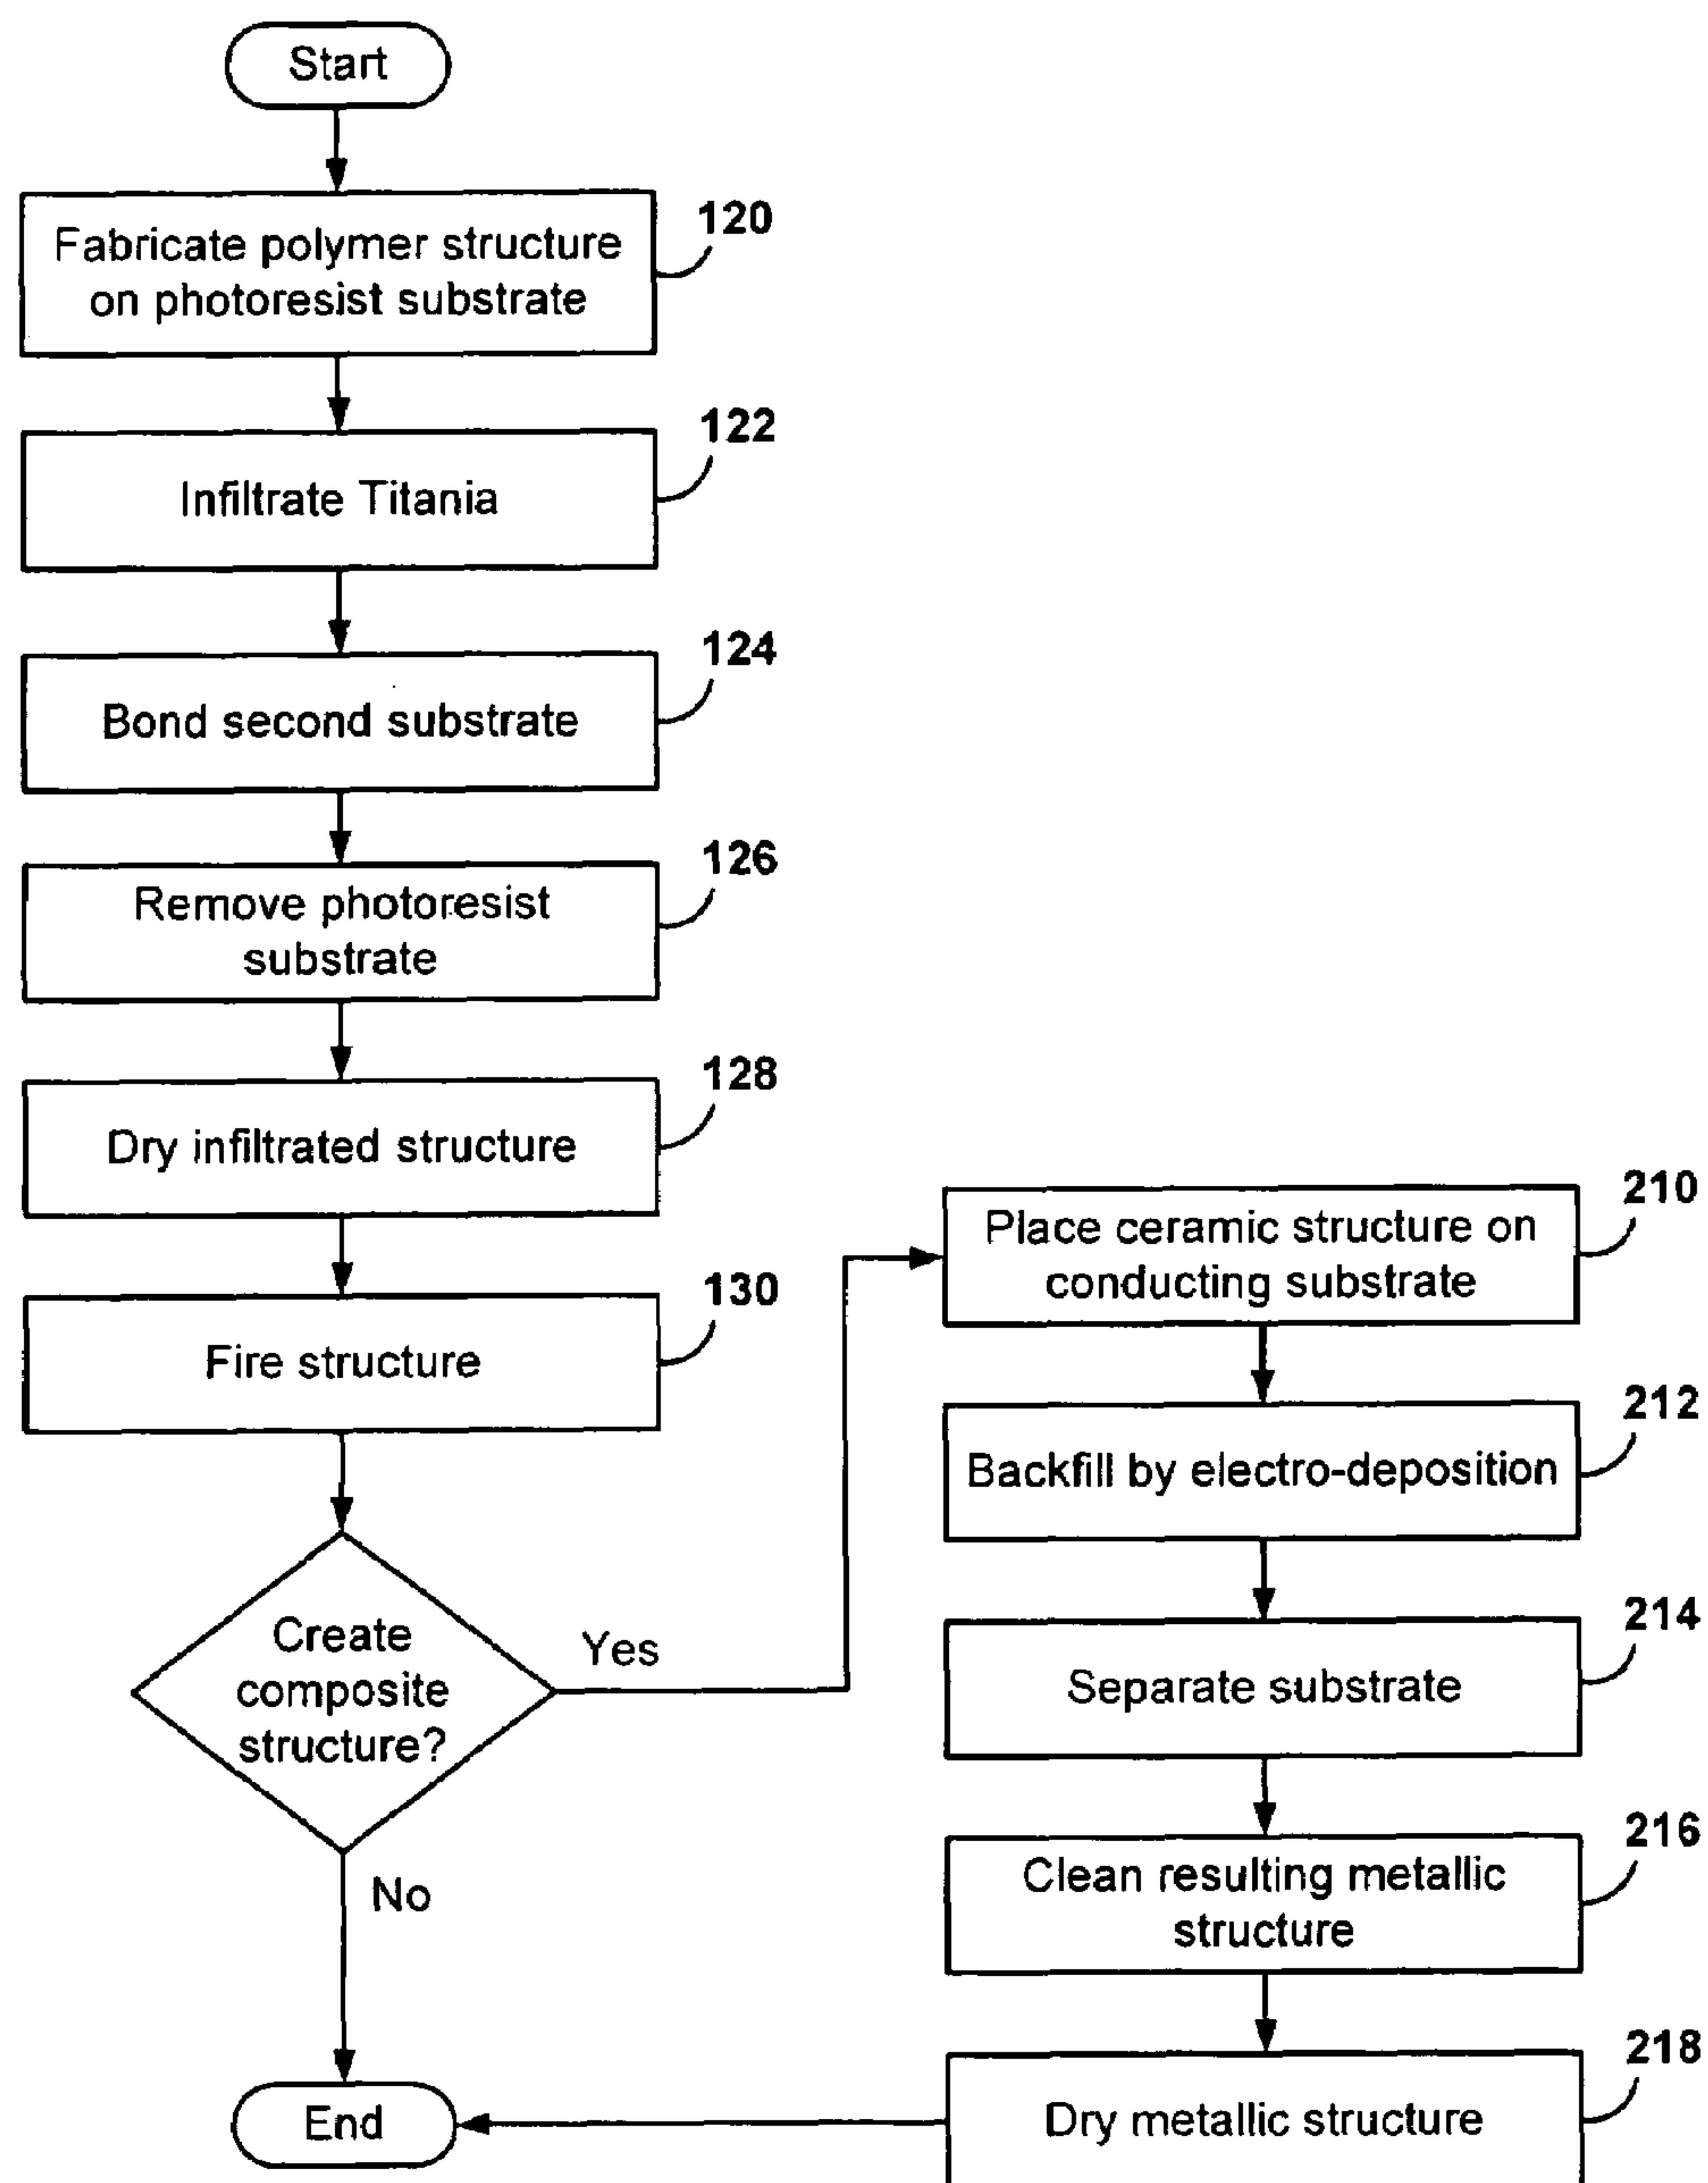 Start
120
Fabricate polymer structure
on photoresist substrate
122
Infiltrate Titania
124
Bond second substrate
126
Remove photoresist
substrate
128
Dry infiltrated structure
130
Fire structure
Create
composite
structure?
Yes
No
End
210
Place ceramic structure on
conducting substrate
212
Backfill by electro-deposition
214
Separate substrate
216
Clean resulting metallic
structure
218
Dry metallic structure